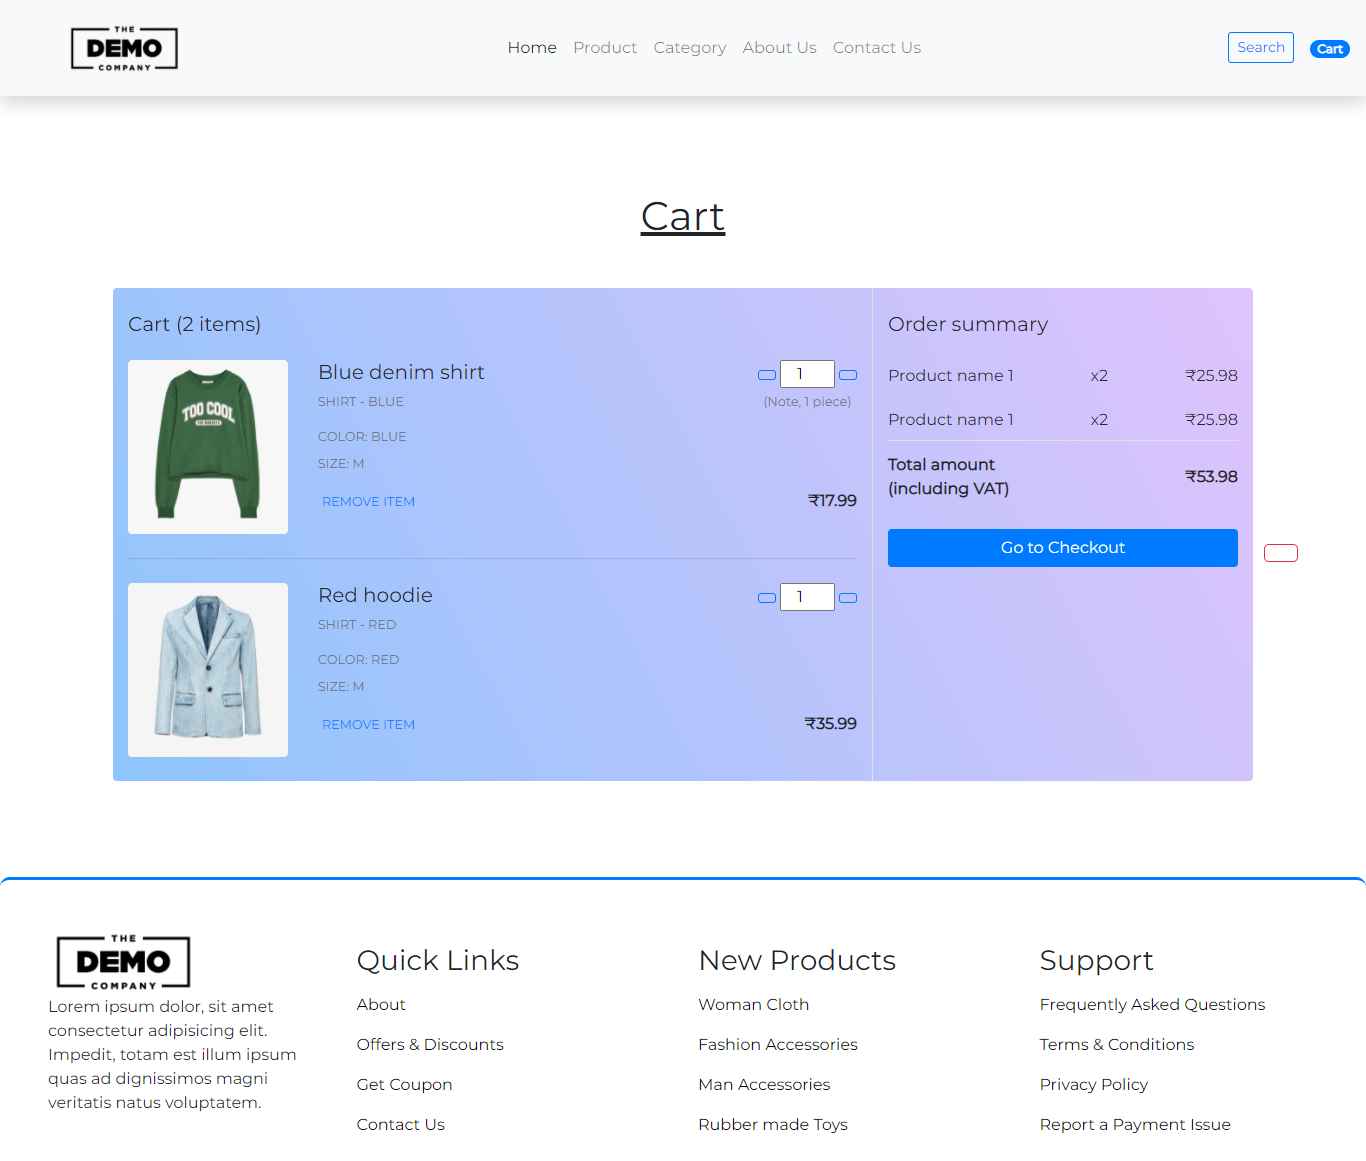 THE
DEMO
COMPANY
Home Product Category About Us Contact Us
Search Cart
Cart
Cart (2 items)
TOO COOL
Blue denim shirt
1
SHIRT - BLUE
(Note, 1 piece)
COLOR: BLUE
SIZE: M
REMOVE ITEM
₹17.99
Red hoodie
1
SHIRT - RED
COLOR: RED
SIZE: M
REMOVE ITEM
₹35.99
Order summary
Product name 1 x2 ₹25.98
Product name 1 x2 ₹25.98
Total amount
(including VAT)
₹53.98
Go to Checkout
THE
DEMO
COMPANY
Lorem ipsum dolor, sit amet
consectetur adipisicing elit.
Impedit, totam est illum ipsum
quas ad dignissimos magni
veritatis natus voluptatem.
Quick Links
About
Offers & Discounts
Get Coupon
Contact Us
New Products
Woman Cloth
Fashion Accessories
Man Accessories
Rubber made Toys
Support
Frequently Asked Questions
Terms & Conditions
Privacy Policy
Report a Payment Issue